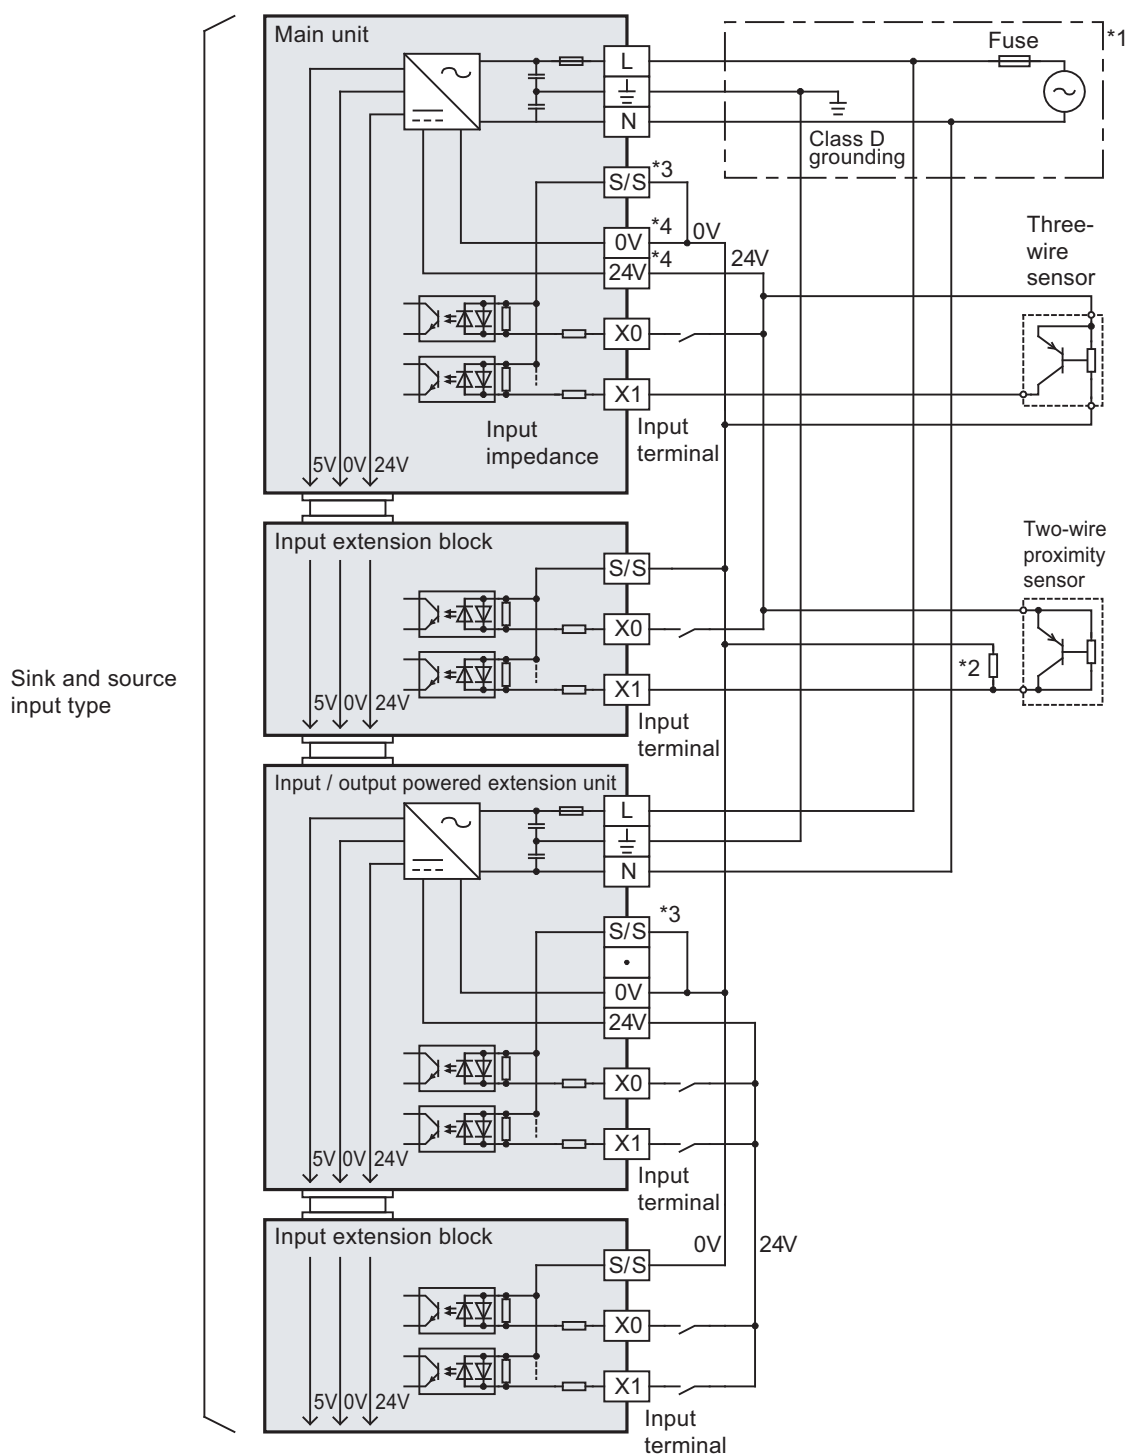 Main unit
Fuse
*1
L
N
Class D
grounding
S/S
*3
0V
*4
0V
24V
*4
24V
Three-
wire
sensor
X0
X1
Input
impedance
Input
terminal
5V 0V 24V
Input extension block
S/S
Two-wire
proximity
sensor
X0
*2
X1
Sink and source
input type
5V 0V 24V
Input
terminal
Input / output powered extension unit
L
N
S/S
*3
0V
24V
X0
X1
5V 0V 24V
Input
terminal
Input extension block
0V
24V
S/S
X0
X1
5V 0V 24V
Input
terminal